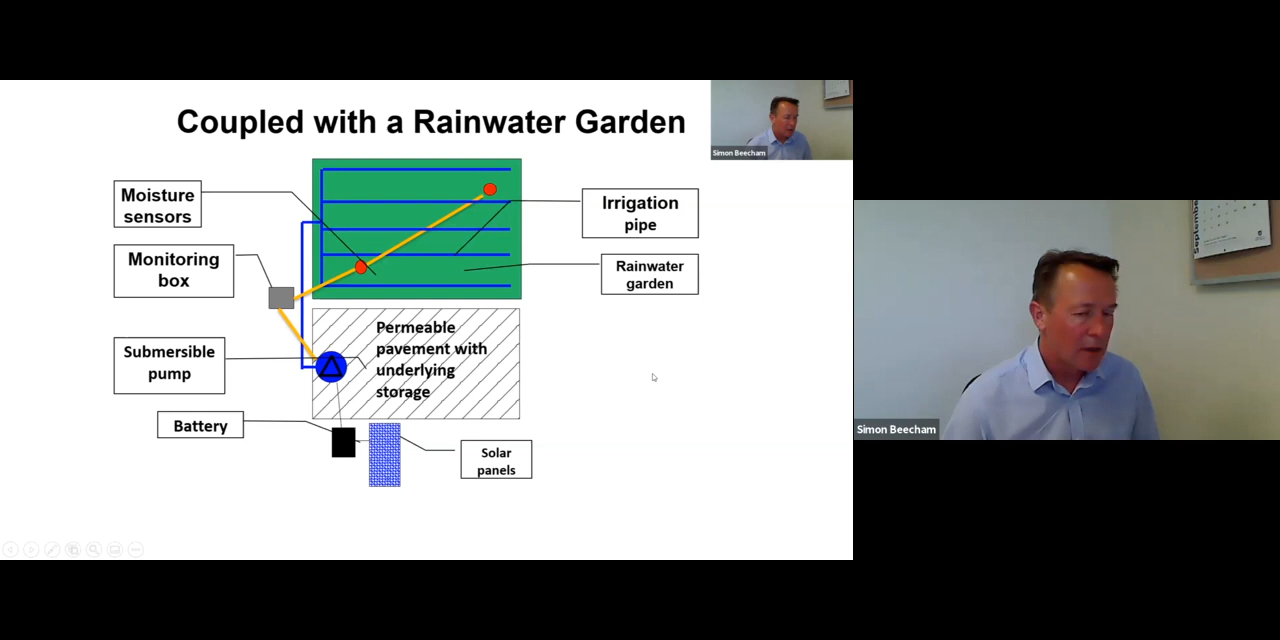 Coupled with a Rainwater Garden
Simon Beecham
Moisture
sensors
Monitoring
box
Submersible
pump
Battery
Irrigation
pipe
Rainwater
garden
Permeable
pavement with
underlying
storage
Solar
panels
September
Simon Beecham